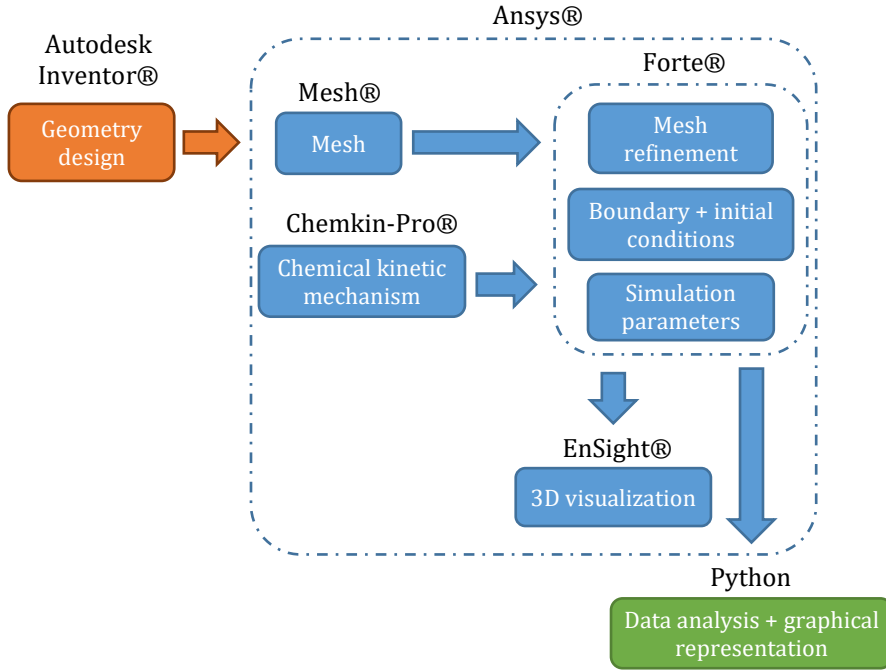 Ansys®
Autodesk
Inventor®
Geometry
design
Mesh®
Mesh
Forte®
Mesh
refinement
Boundary + initial
conditions
Simulation
parameters
Chemkin-Pro®
Chemical kinetic
mechanism
EnSight®
3D visualization
Python
Data analysis + graphical
representation